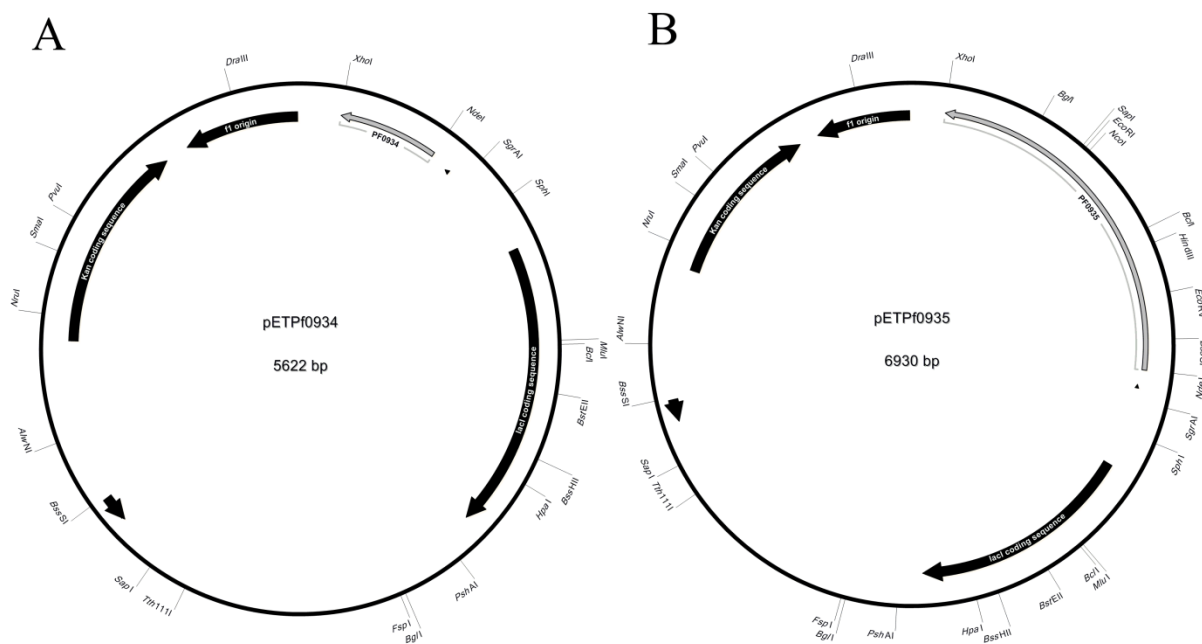 A
DraIII
XhoI
NdeI
SgrAI
SphI
f1 origin
PF0934
Kan coding sequence
PvuI
SmaI
NruI
pETPf0934
5622 bp
lacI coding sequence
MluI
BclI
BstEII
BssHII
HpaI
AlwNI
BssSI
SapI
Tth111I
PshAI
FspI
BglI
B
DraIII
XhoI
BglI
SapI
EcoRI
NcoI
f1 origin
PvuI
SmaI
NruI
Kan coding sequence
PF0935
BclI
HindIII
EcoRV
NdeI
pETPf0935
6930 bp
AlwNI
BssSI
SgrAI
SphI
SapI
Tth111I
lacI coding sequence
BclI
MluI
BstEII
BssHII
HpaI
PshAI
FspI
BglI